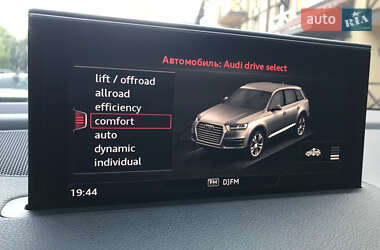 auto RIA
Автомобиль: Audi drive select
lift / offroad
allroad
efficiency
comfort
auto
dynamic
individual
19:44
FM DJFM